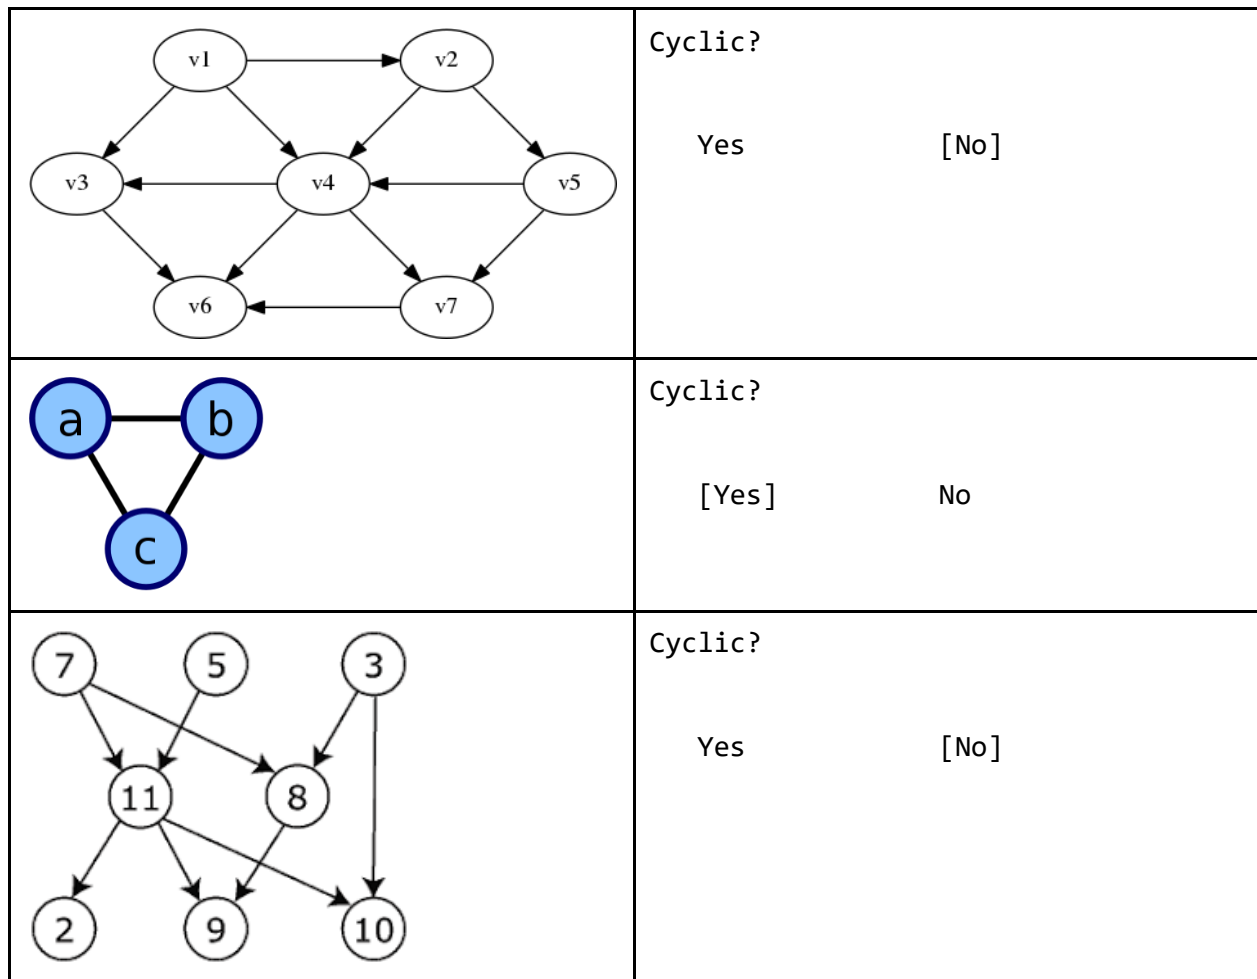 v1 v2
v3 v4 v5
v6 v7
Cyclic?
Yes [No]
a b
c
Cyclic?
[Yes] No
7 5 3
11 8
2 9 10
Cyclic?
Yes [No]